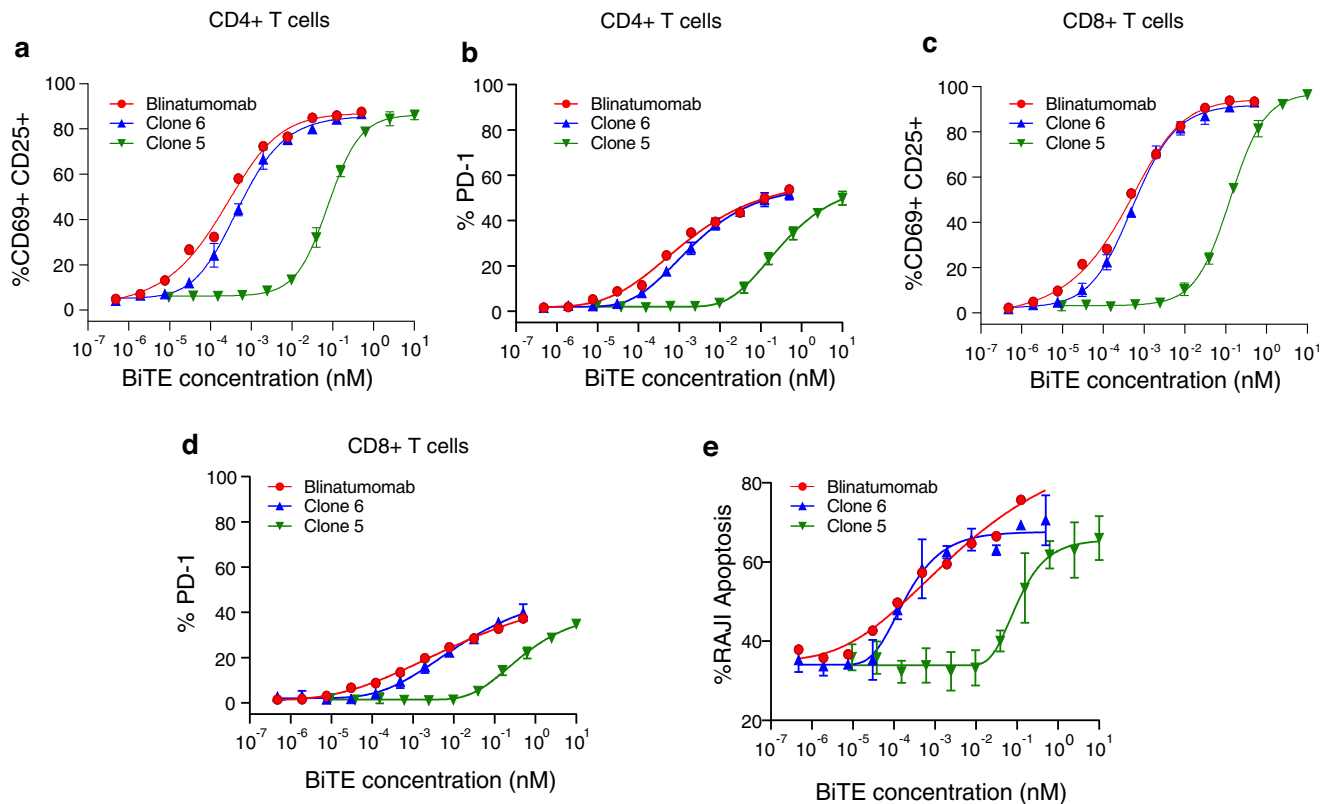 CD4+ T cells
CD4+ T cells
CD8+ T cells
a
b
c
100
80
60
40
20
0
%CD69+ CD25+
Blinatumomab
Clone 6
Clone 5
10-7 10-6 10-5 10-4 10-3 10-2 10-1 100 101
BiTE concentration (nM)
100
80
60
40
20
0
% PD-1
Blinatumomab
Clone 6
Clone 5
10-7 10-6 10-5 10-4 10-3 10-2 10-1 100 101
BiTE concentration (nM)
100
80
60
40
20
0
%CD69+ CD25+
Blinatumomab
Clone 6
Clone 5
10-7 10-6 10-5 10-4 10-3 10-2 10-1 100 101
BiTE concentration (nM)
d
CD8+ T cells
100
80
60
40
20
0
% PD-1
Blinatumomab
Clone 6
Clone 5
10-7 10-6 10-5 10-4 10-3 10-2 10-1 100 101
BiTE concentration (nM)
e
80
60
40
20
%RAJI Apoptosis
Blinatumomab
Clone 6
Clone 5
10-7 10-6 10-5 10-4 10-3 10-2 10-1 100 101
BiTE concentration (nM)